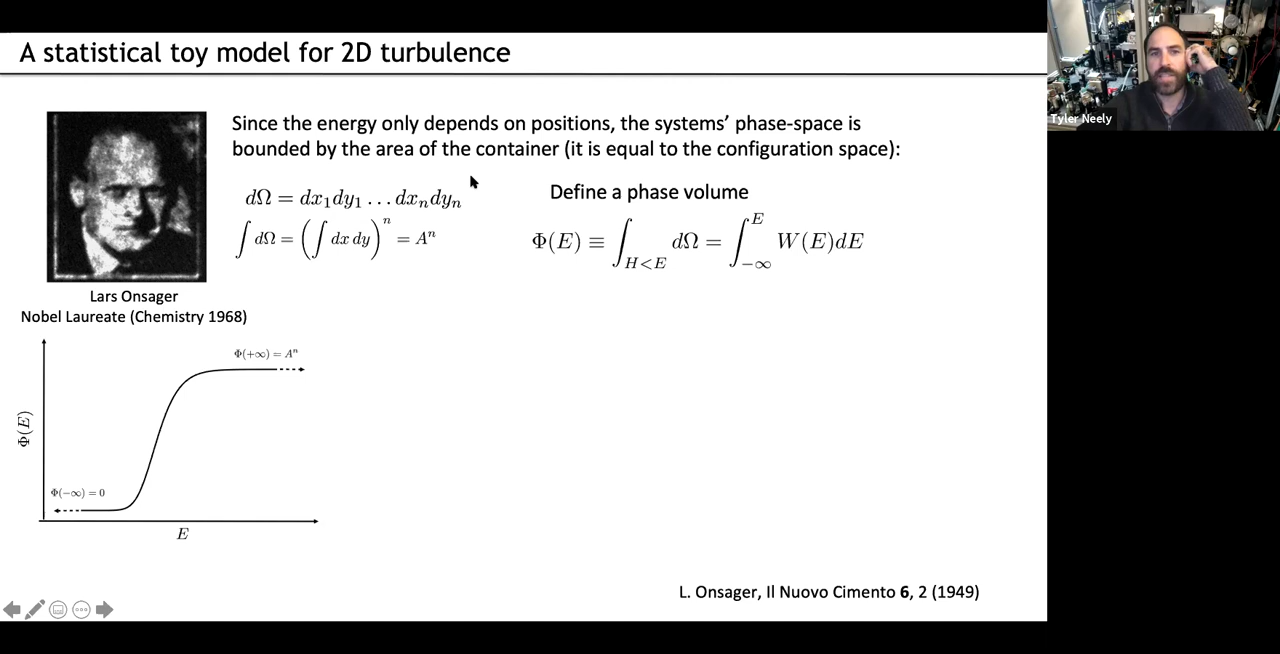 A statistical toy model for 2D turbulence
Tyler Neely
Since the energy only depends on positions, the systems’ phase-space is
bounded by the area of the container (it is equal to the configuration space):
dΩ = dx₁dy₁ … dxₙdyₙ
∫ dΩ = (∫ dx dy)ⁿ = Aⁿ
Define a phase volume
Φ(E) ≡ ∫_{H<E} dΩ = ∫_{−∞}^{E} W(E)dE
Lars Onsager
Nobel Laureate (Chemistry 1968)
Φ(+∞) = Aⁿ
Φ(E)
Φ(−∞) = 0
E
L. Onsager, Il Nuovo Cimento 6, 2 (1949)